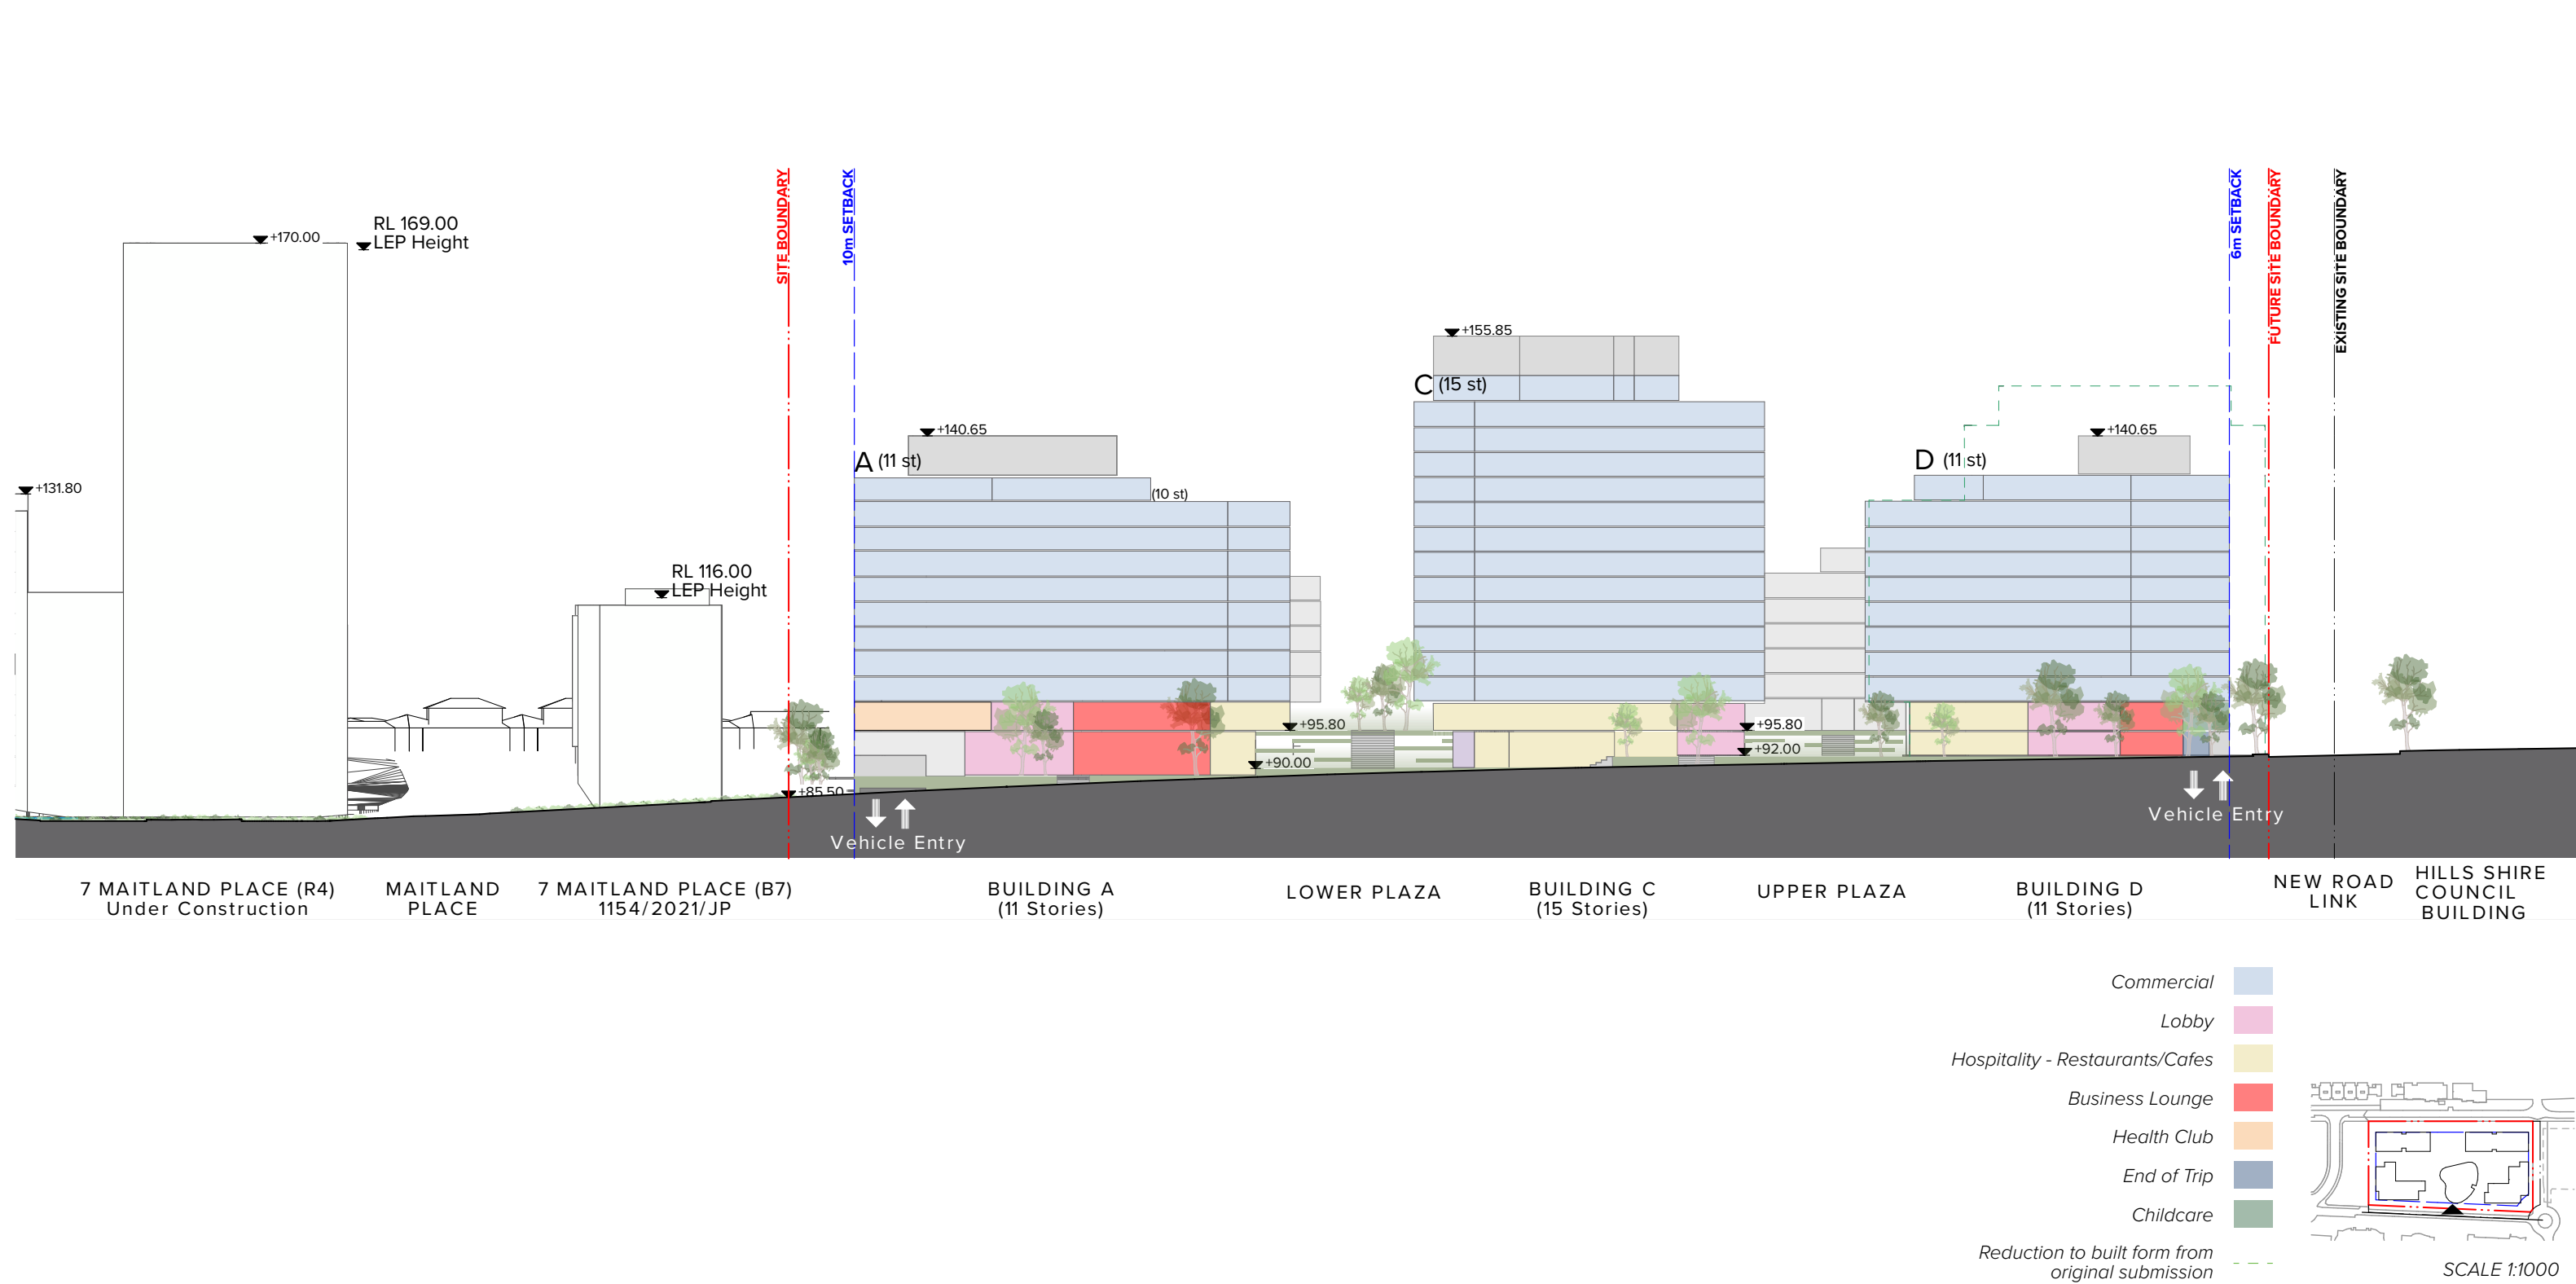 SITE BOUNDARY
10m SETBACK
6m SETBACK
FUTURE SITE BOUNDARY
EXISTING SITE BOUNDARY
RL 169.00
LEP Height
+170.00
+155.85
C (15 st)
+140.65
A (11 st)
(10 st)
+140.65
D (11 st)
+131.80
RL 116.00
LEP Height
+95.80
+95.80
+92.00
+90.00
+85.50
Vehicle Entry
Vehicle Entry
7 MAITLAND PLACE (R4)
Under Construction
MAITLAND
PLACE
7 MAITLAND PLACE (B7)
1154/2021/JP
BUILDING A
(11 Stories)
LOWER PLAZA
BUILDING C
(15 Stories)
UPPER PLAZA
BUILDING D
(11 Stories)
NEW ROAD
LINK
HILLS SHIRE
COUNCIL
BUILDING
Commercial
Lobby
Hospitality - Restaurants/Cafes
Business Lounge
Health Club
End of Trip
Childcare
Reduction to built form from
original submission
SCALE 1:1000